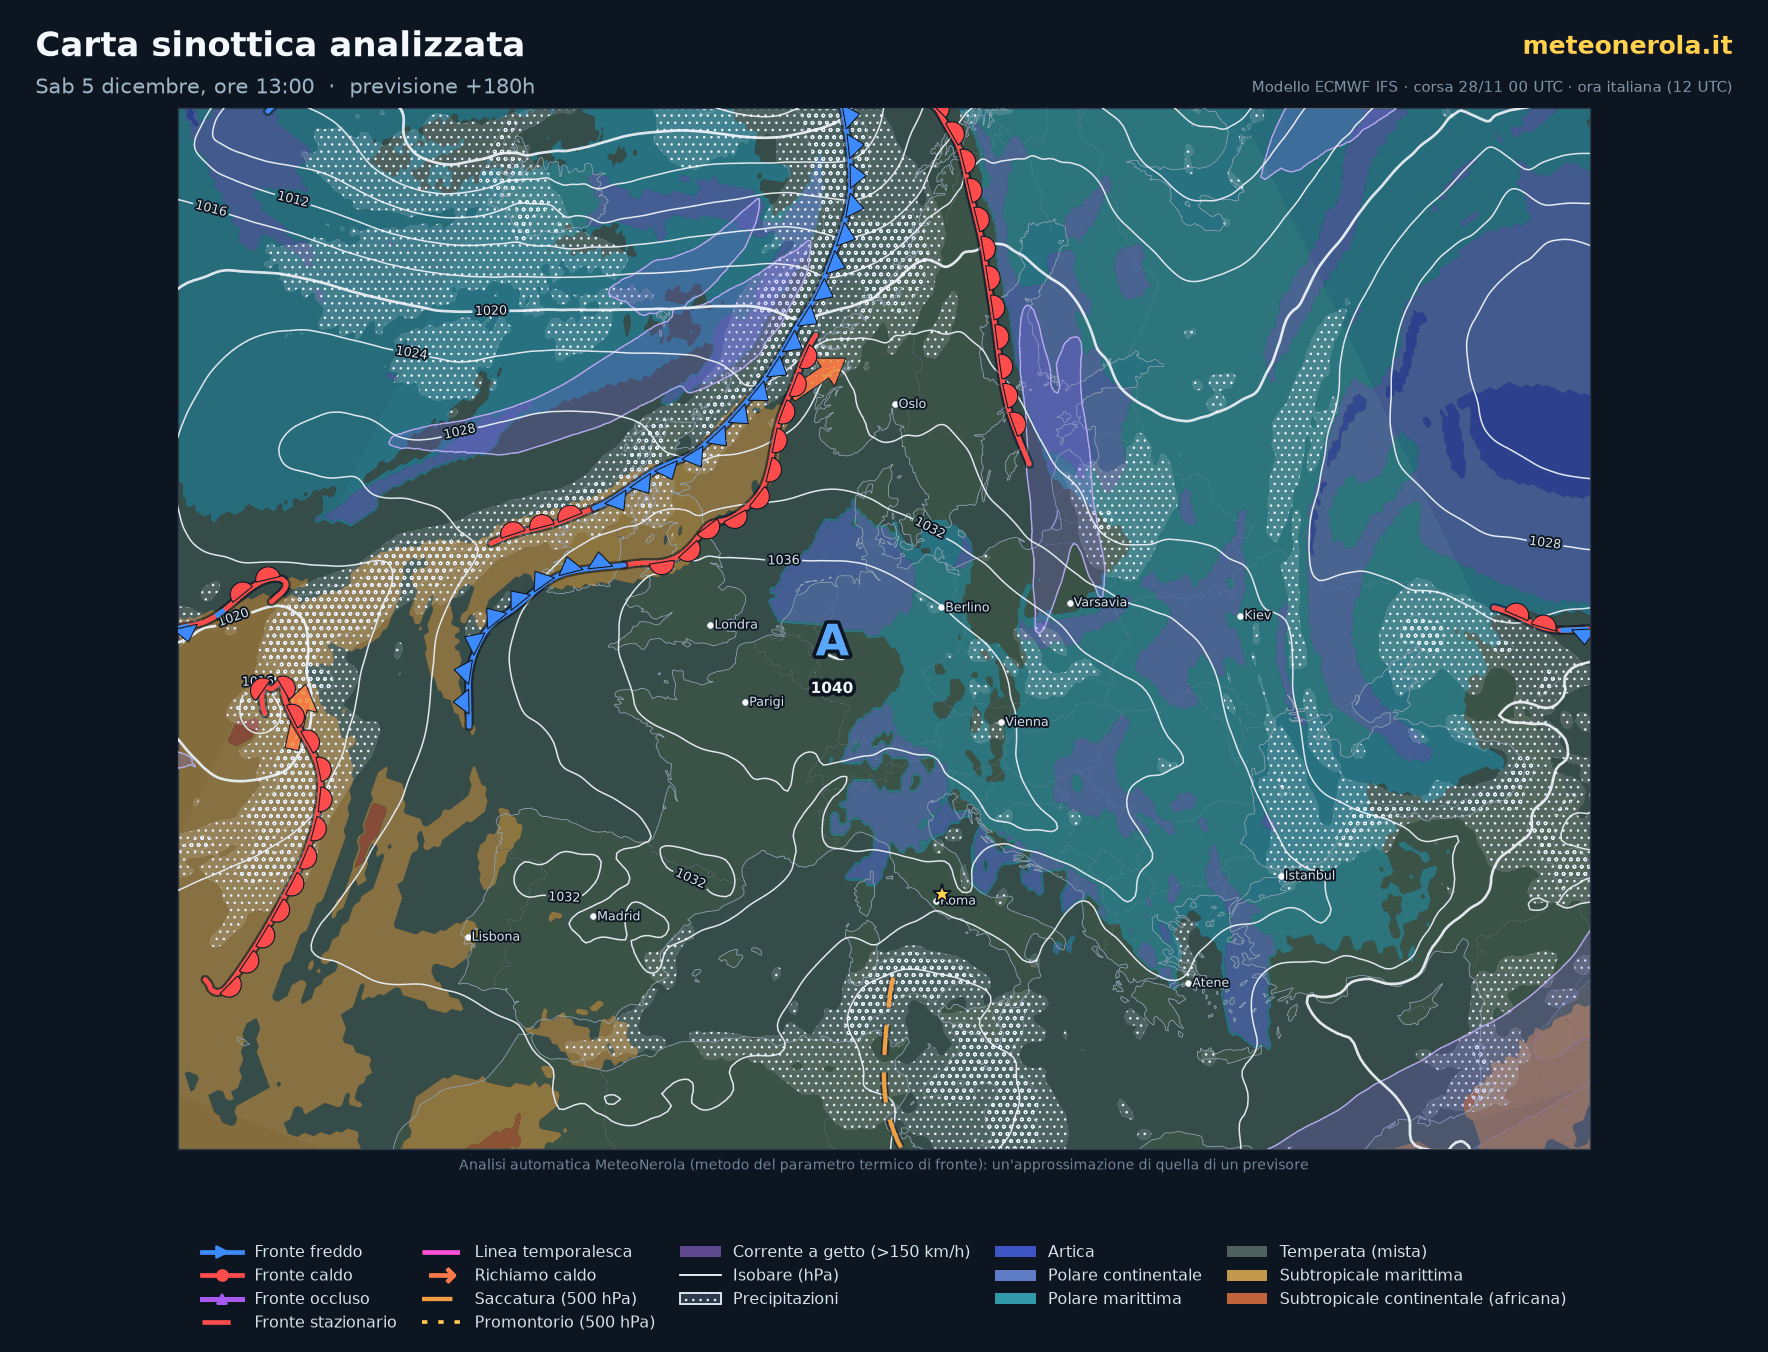 Carta sinottica analizzata
meteonerola.it
Sab 5 dicembre, ore 13:00 · previsione +180h
Modello ECMWF IFS · corsa 28/11 00 UTC · ora italiana (12 UTC)
1012
1016
1020
1024
1028
Oslo
1032
1028
1036
Berlino
Varsavia
Kiev
1020
Londra
A
1040
Parigi
Vienna
1032
1032
Istanbul
Roma
Madrid
Lisbona
Atene
Analisi automatica MeteoNerola (metodo del parametro termico di fronte): un'approssimazione di quella di un previsore
Fronte freddo
Linea temporalesca
Corrente a getto (>150 km/h)
Artica
Temperata (mista)
Fronte caldo
Richiamo caldo
Isobare (hPa)
Polare continentale
Subtropicale marittima
Fronte occluso
Saccatura (500 hPa)
Precipitazioni
Polare marittima
Subtropicale continentale (africana)
Fronte stazionario
Promontorio (500 hPa)